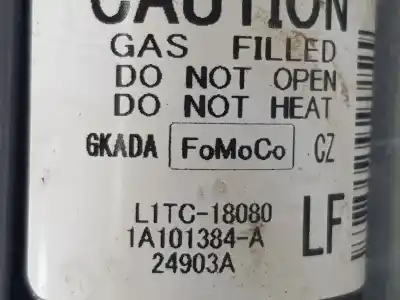 CAUTION
GAS FILLED
DO NOT OPEN
DO NOT HEAT
GKADA FoMoCo CZ
L1TC-18080 LF
1A101384-A
24903A